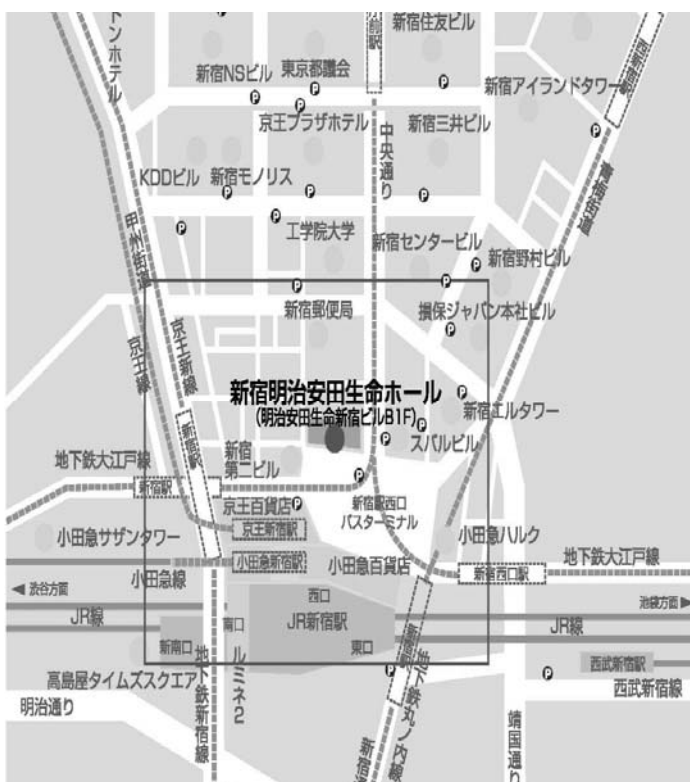 トンホテル
新宿住友ビル
新宿NSビル
東京都議会
西新宿駅
新宿アイランドタワー
京王プラザホテル
新宿三井ビル
中央通り
青梅街道
KDDビル
新宿モノリス
工学院大学
甲州街道
新宿センタービル
新宿野村ビル
新宿郵便局
損保ジャパン本社ビル
京王線
京王新線
新宿明治安田生命ホール
(明治安田生命新宿ビルB1F)
新宿エルタワー
スバルビル
新宿駅
新宿
第二ビル
地下鉄大江戸線
新宿駅
京王百貨店
新宿駅西口
バスターミナル
小田急サザンタワー
京王新宿駅
小田急ハルク
小田急新宿駅
小田急百貨店
地下鉄大江戸線
新宿西口駅
小田急線
渋谷方面
西口
池袋方面
JR線
南口
JR新宿駅
JR線
新南口
東口
新宿駅
西武新宿駅
地下鉄新宿線
ルミネ2
地下鉄丸ノ内線
高島屋タイムズスクエア
西武新宿線
明治通り
靖国通り